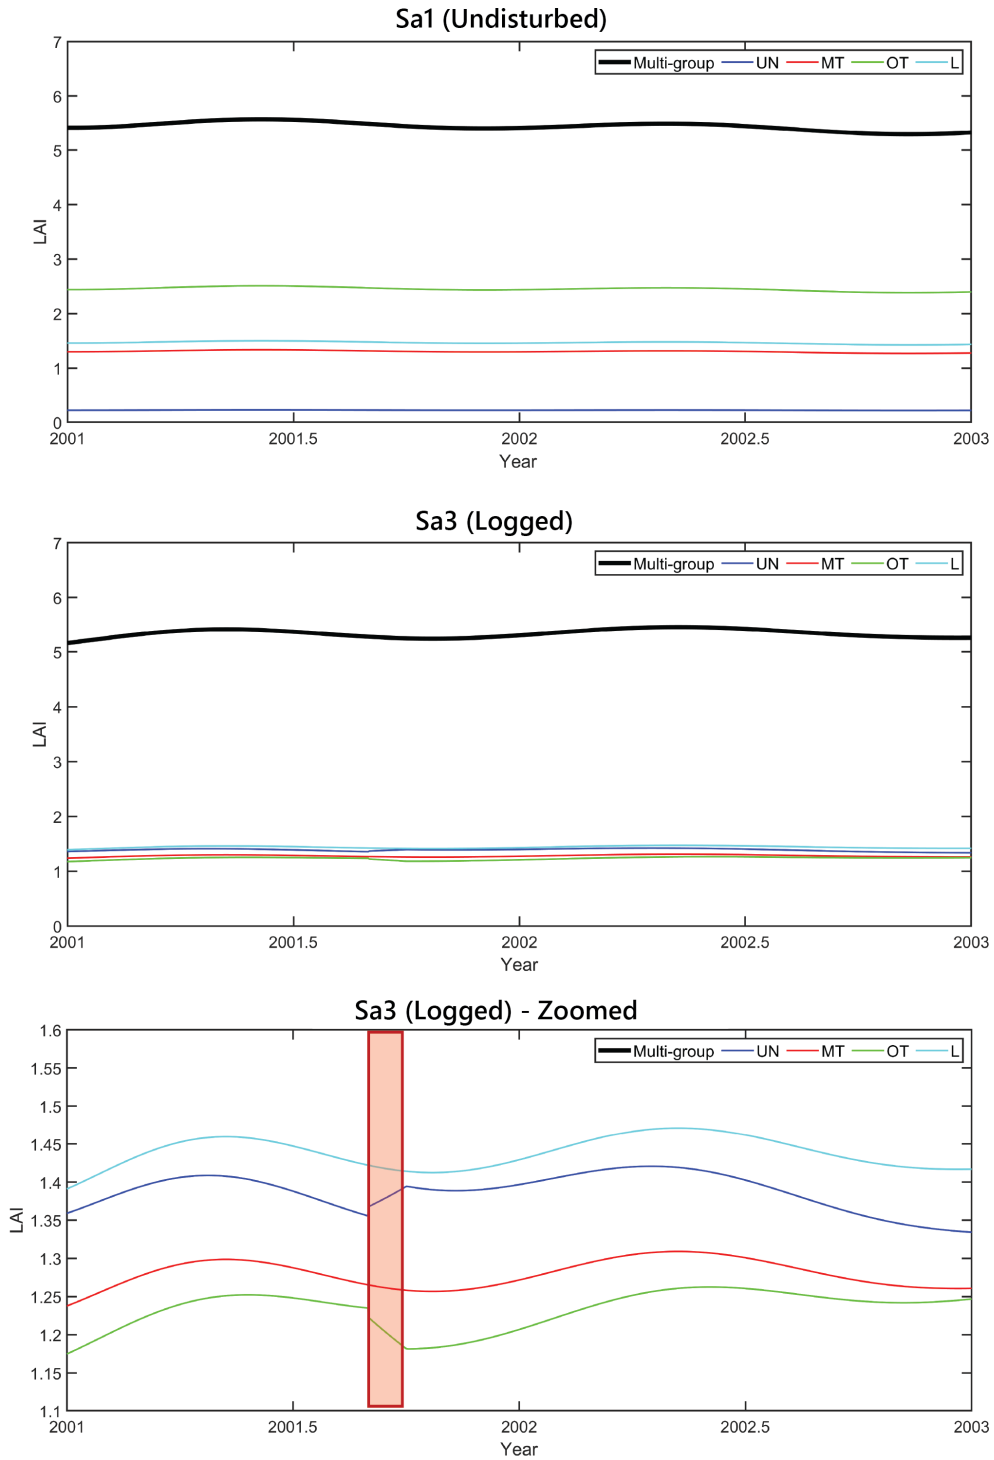 Sa1 (Undisturbed)
7
6
5
4
3
2
1
0
LAI
Multi-group UN MT OT L
2001 2001.5 2002 2002.5 2003
Year
Sa3 (Logged)
7
6
5
4
3
2
1
0
LAI
Multi-group UN MT OT L
2001 2001.5 2002 2002.5 2003
Year
Sa3 (Logged) - Zoomed
1.6
1.55
1.5
1.45
1.4
1.35
1.3
1.25
1.2
1.15
1.1
LAI
Multi-group UN MT OT L
2001 2001.5 2002 2002.5 2003
Year